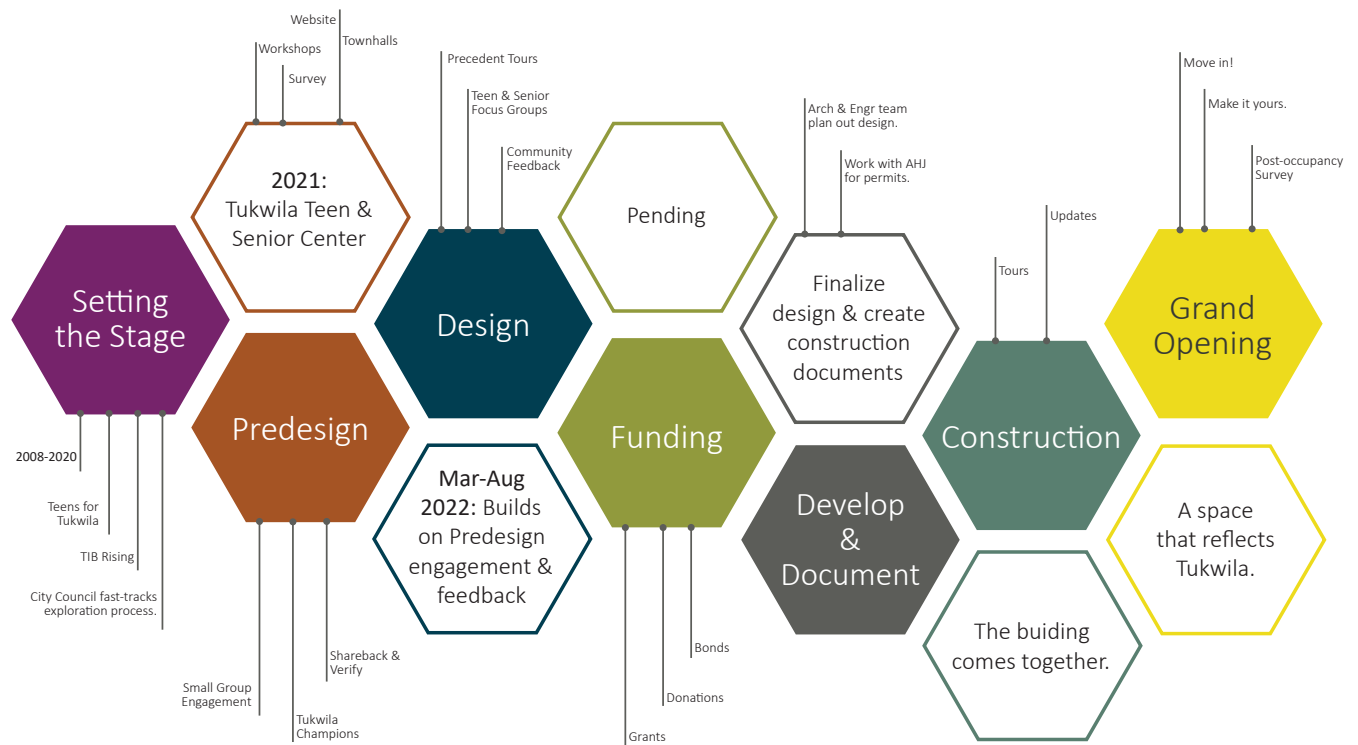 Setting
the Stage
2008-2020
Teens for
Tukwila
TIB Rising
City Council fast-tracks
exploration process.
Workshops
Survey
Website
Townhalls
2021:
Tukwila Teen &
Senior Center
Predesign
Small Group
Engagement
Tukwila
Champions
Shareback &
Verify
Precedent Tours
Teen & Senior
Focus Groups
Community
Feedback
Design
Mar-Aug
2022: Builds
on Predesign
engagement &
feedback
Pending
Funding
Grants
Donations
Bonds
Arch & Engr team
plan out design.
Work with AHJ
for permits.
Finalize
design & create
construction
documents
Develop
&
Document
Tours
Updates
Construction
The buiding
comes together.
Move in!
Make it yours.
Post-occupancy
Survey
Grand
Opening
A space
that reflects
Tukwila.